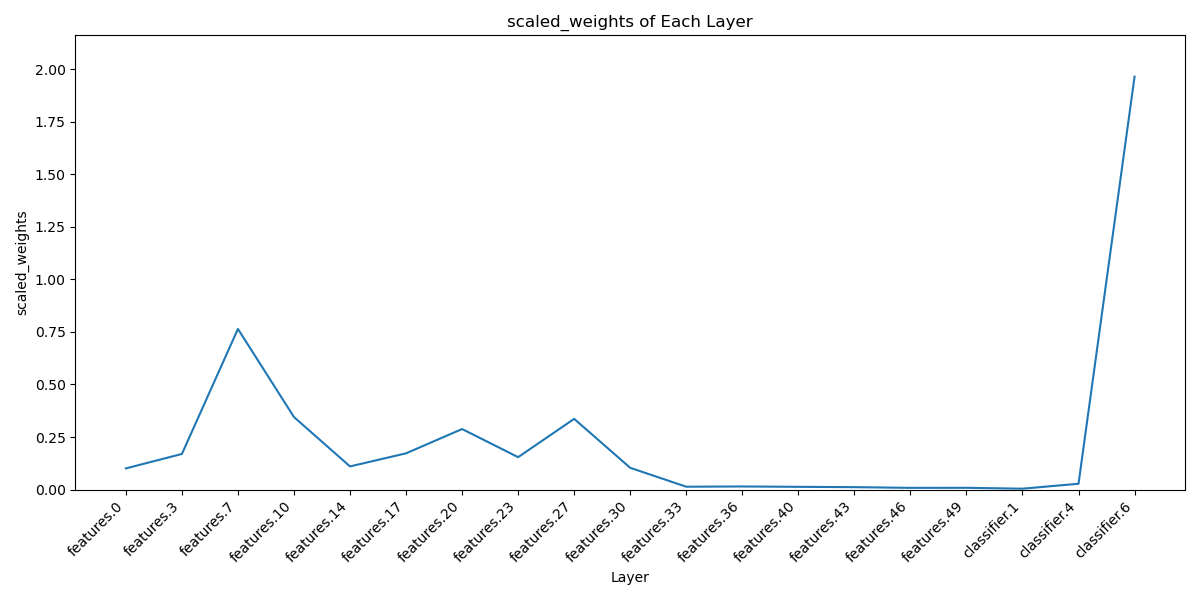 scaled_weights of Each Layer
scaled_weights
2.00
1.75
1.50
1.25
1.00
0.75
0.50
0.25
0.00
features.0
features.3
features.7
features.10
features.14
features.17
features.20
features.23
features.27
features.30
features.33
features.36
features.40
features.43
features.46
features.49
classifier.1
classifier.4
classifier.6
Layer